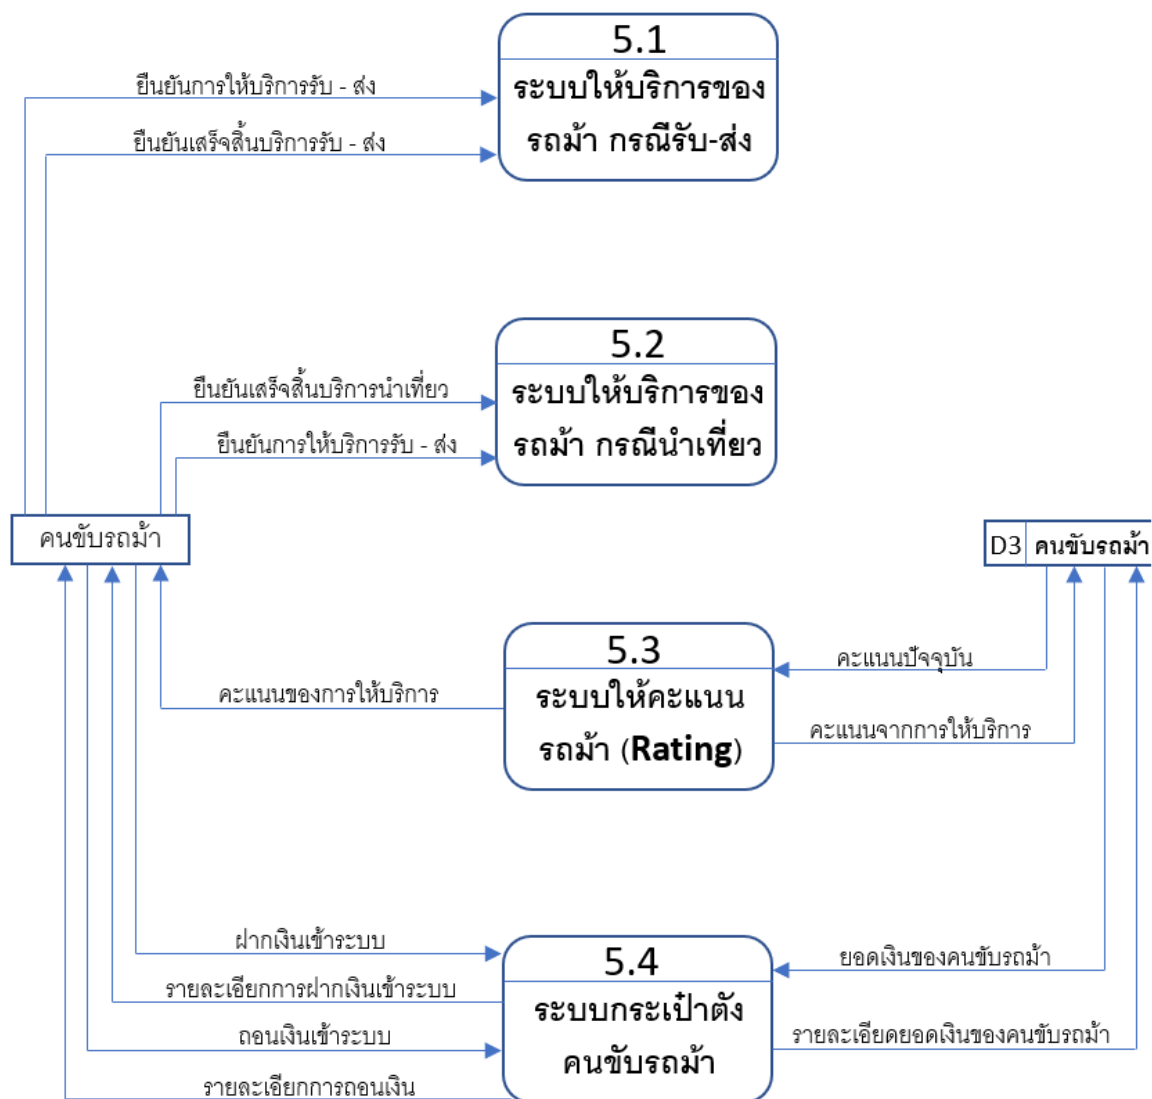 5.1
ยืนยันการให้บริการรับ - ส่ง
ระบบให้บริการของ
ยืนยันเสร็จสิ้นบริการรับ - ส่ง
รถม้า กรณีรับ-ส่ง
5.2
ยืนยันเสร็จสิ้นบริการนำเที่ยว
ระบบให้บริการของ
ยืนยันการให้บริการรับ - ส่ง
รถม้า กรณีนำเที่ยว
คนขับรถม้า
D3 คนขับรถม้า
5.3
คะแนนปัจจุบัน
คะแนนของการให้บริการ
ระบบให้คะแนน
รถม้า (Rating)
คะแนนจากการให้บริการ
ฝากเงินเข้าระบบ
5.4
ยอดเงินของคนขับรถม้า
รายละเอียกการฝากเงินเข้าระบบ
ระบบกระเป๋าตัง
ถอนเงินเข้าระบบ
คนขับรถม้า
รายละเอียดยอดเงินของคนขับรถม้า
รายละเอียกการถอนเงิน